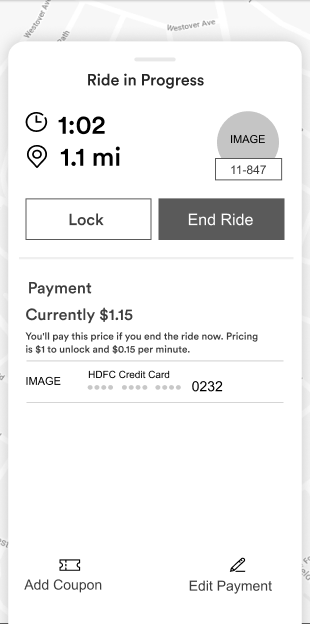 Westover Ave
Path
Westover Ave
Ride in Progress
1:02
1.1 mi
IMAGE
11-847
Lock
End Ride
Payment
Currently $1.15
You'll pay this price if you end the ride now. Pricing
is $1 to unlock and $0.15 per minute.
IMAGE
HDFC Credit Card
•••• •••• •••• 0232
Add Coupon
Edit Payment